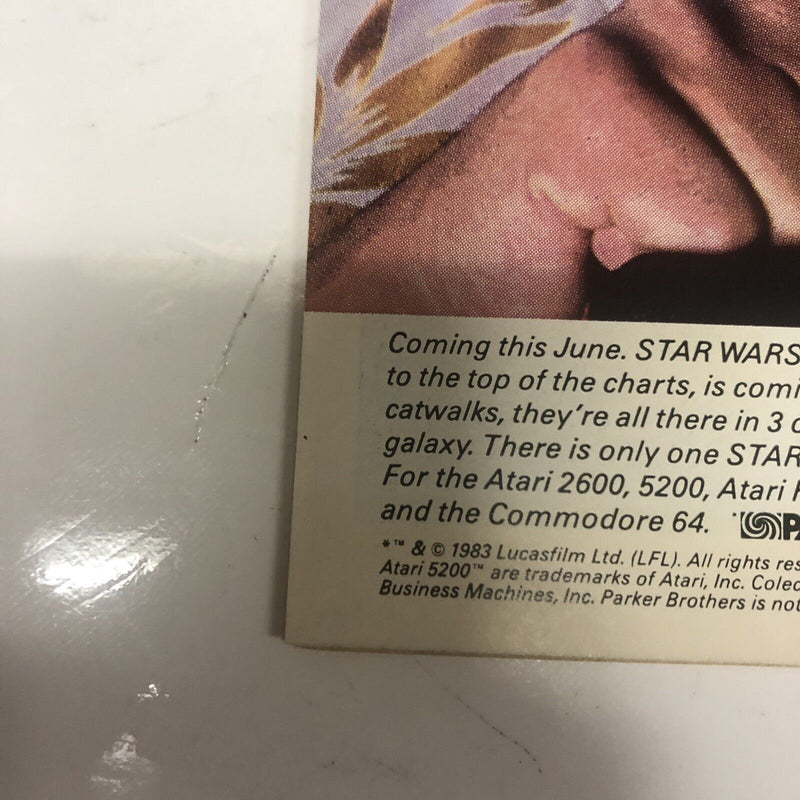 Coming this June. STAR WARS
to the top of the charts, is comi
catwalks, they're all there in 3 
galaxy. There is only one STAR
For the Atari 2600, 5200, Atari
and the Commodore 64. PA
*™ & © 1983 Lucasfilm Ltd. (LFL). All rights res
Atari 5200™ are trademarks of Atari, Inc. Colec
Business Machines, Inc. Parker Brothers is not